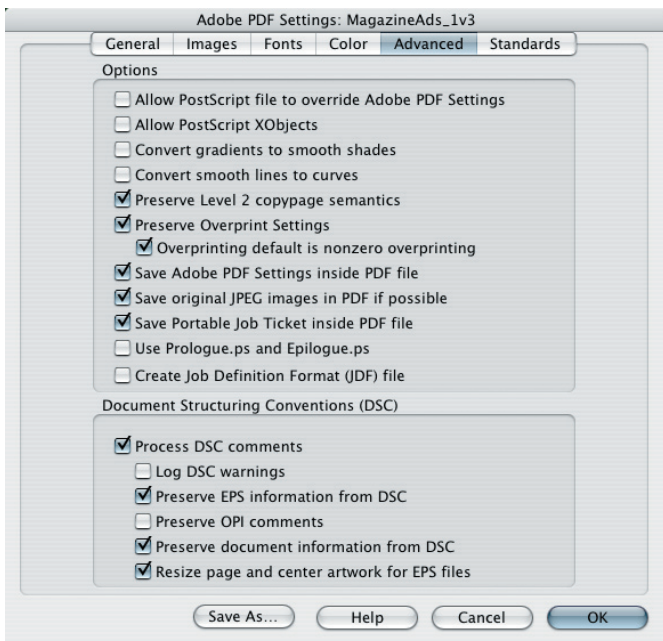 Adobe PDF Settings: MagazineAds_1v3
General Images Fonts Color Advanced Standards
Options
Allow PostScript file to override Adobe PDF Settings
Allow PostScript XObjects
Convert gradients to smooth shades
Convert smooth lines to curves
Preserve Level 2 copypage semantics
Preserve Overprint Settings
Overprinting default is nonzero overprinting
Save Adobe PDF Settings inside PDF file
Save original JPEG images in PDF if possible
Save Portable Job Ticket inside PDF file
Use Prologue.ps and Epilogue.ps
Create Job Definition Format (JDF) file
Document Structuring Conventions (DSC)
Process DSC comments
Log DSC warnings
Preserve EPS information from DSC
Preserve OPI comments
Preserve document information from DSC
Resize page and center artwork for EPS files
Save As... Help Cancel OK